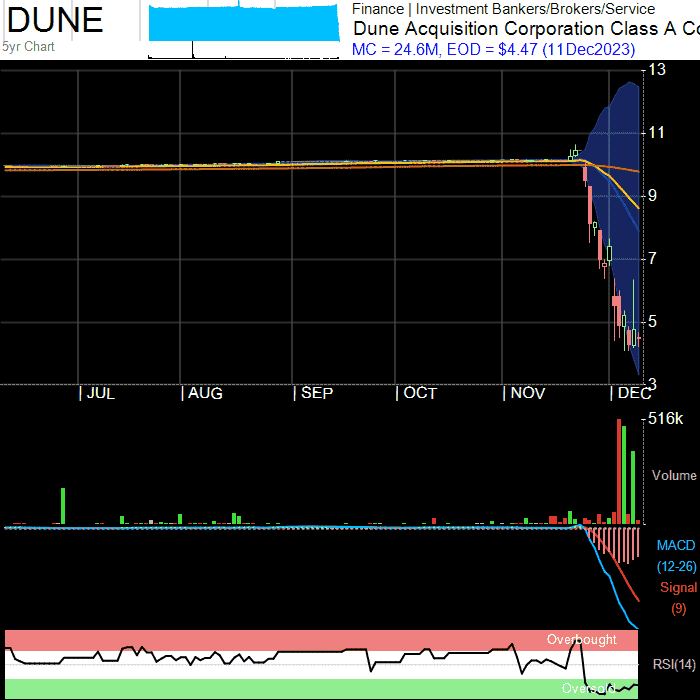 DUNE
5yr Chart
Finance | Investment Bankers/Brokers/Service
Dune Acquisition Corporation Class A Co
MC = 24.6M, EOD = $4.47 (11Dec2023)
13
11
9
7
5
3
JUL
AUG
SEP
OCT
NOV
DEC
516k
Volume
MACD
(12-26)
Signal
(9)
Overbought
RSI(14)
Oversold